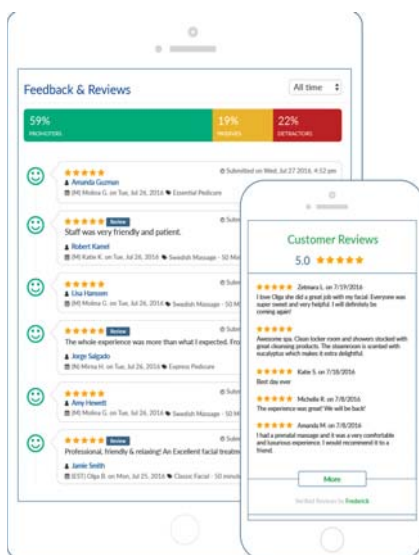 Feedback & Reviews
All time
59%
PROMOTERS
19%
PASSIVES
22%
DETRACTORS
Submitted on Wed, Jul 27 2016, 4:52 pm
Amanda Guzman
(M) Molina G. on Tue, Jul 26, 2016 Essential Pedicure
Review
Staff was very friendly and patient.
Robert Kamel
(M) Katie K. on Tue, Jul 26, 2016 Swedish Massage - 50 Min
Lisa Hansen
(M) Molina G. on Tue, Jul 26, 2016 Swedish Massage - 50 M
Review
The whole experience was more than what I expected. Fro
Jorge Salgado
(N) Mirna H. on Tue, Jul 26, 2016 Express Pedicure
Amy Hewett
(M) Molina G. on Tue, Jul 26, 2016 Swedish Massage - 50 M
Review
Professional, friendly & relaxing! An Excellent facial treatm
Jamie Smith
(EST) Olga B. on Mon, Jul 25, 2016 Classic Facial - 50 minute
Customer Reviews
5.0
Zetmara L. on 7/19/2016
I love Olga she did a great job with my facial. Everyone was
super sweet and very helpful. I will definitely be
coming again!
Awesome spa. Clean locker room and showers stocked with
great cleansing products. The steamroom is scented with
eucalyptus which makes it extra delightful.
Katie S. on 7/18/2016
Best day ever
Michelle R. on 7/8/2016
The experience was great! We will be back!
Amanda M. on 7/8/2016
I had a prenatal massage and it was a very comfortable
and luxurious experience. I would recommend it to a
friend.
More
Verified Reviews by Frederick